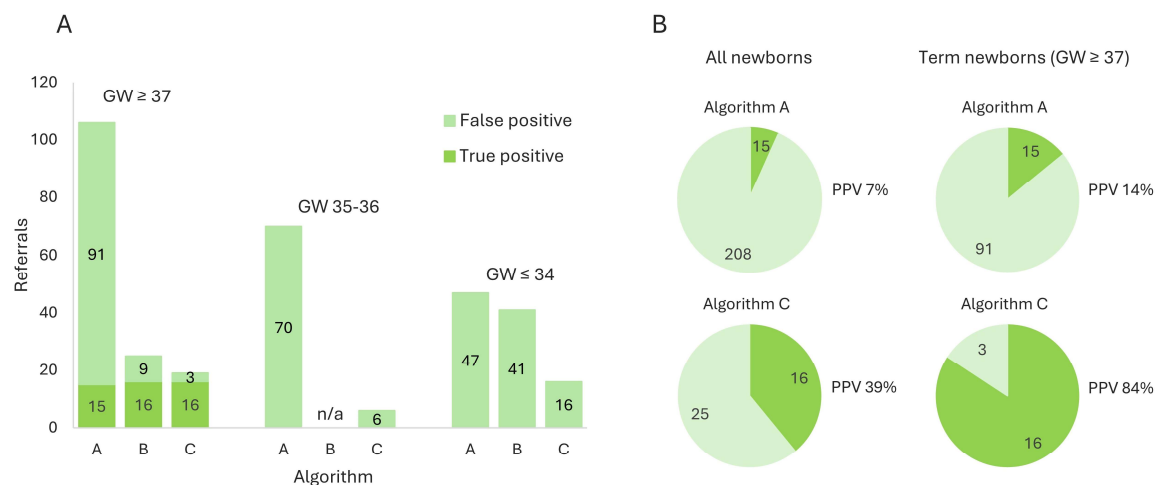 A
GW ≥ 37
120
100
80
60
40
20
0
Referrals
False positive
True positive
GW 35-36
GW ≤ 34
91
9
3
15
16
16
70
n/a
6
47
41
16
A
B
C
A
B
C
A
B
C
Algorithm
B
All newborns
Term newborns (GW ≥ 37)
Algorithm A
15
208
PPV 7%
Algorithm A
15
91
PPV 14%
Algorithm C
16
25
PPV 39%
Algorithm C
3
16
PPV 84%